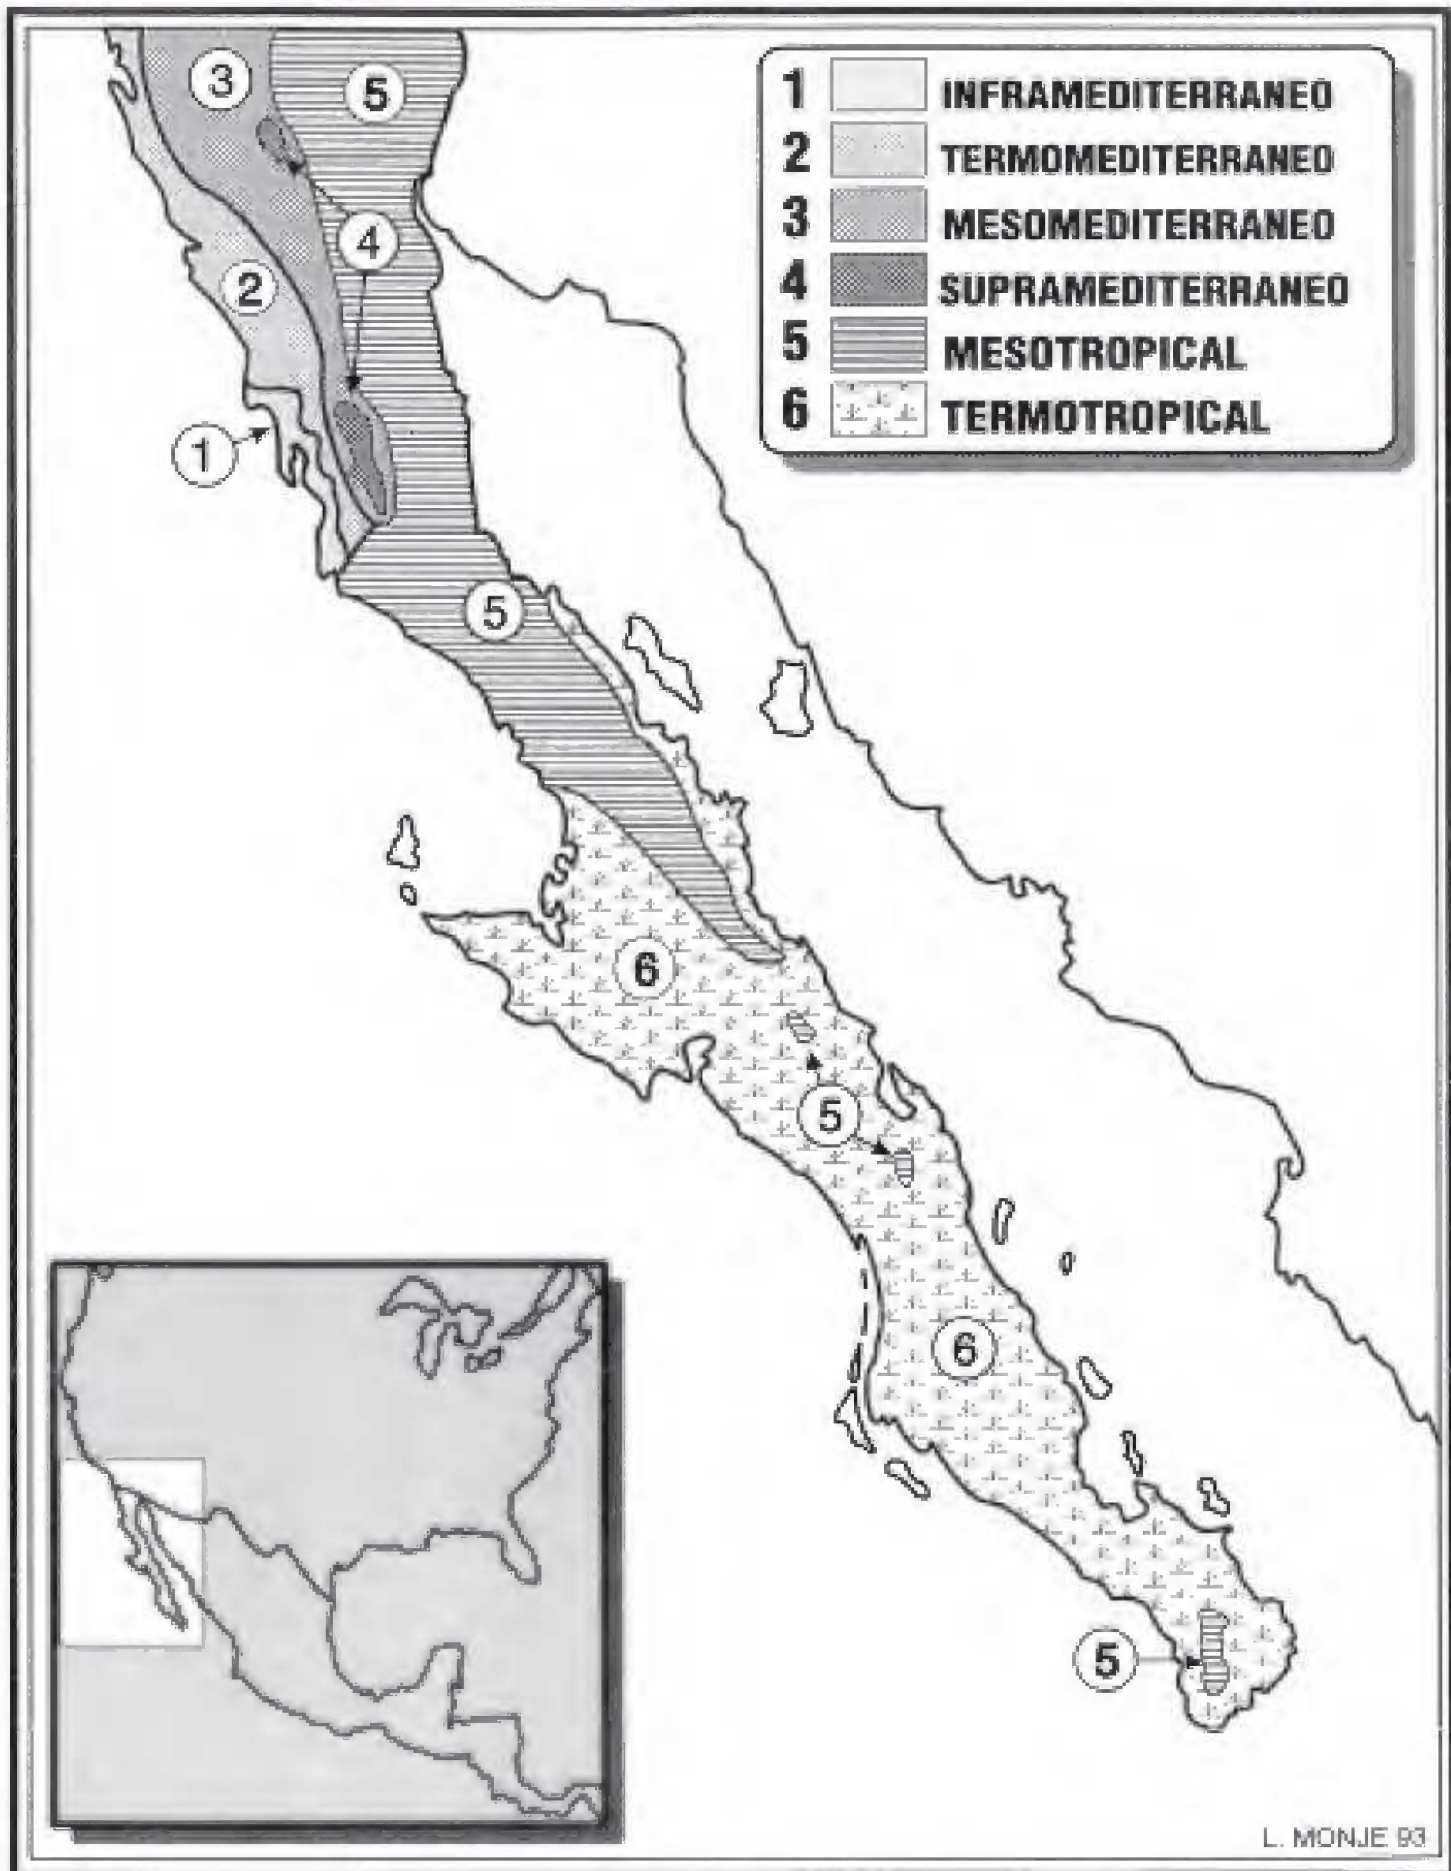 1 INFRAMEDITERRANEO
2 TERMOMEDITERRANEO
3 MESOMEDITERRANEO
4 SUPRAMEDITERRANEO
5 MESOTROPICAL
6 TERMOTROPICAL
3
5
4
2
1
5
6
5
6
5
L. MONJE 93